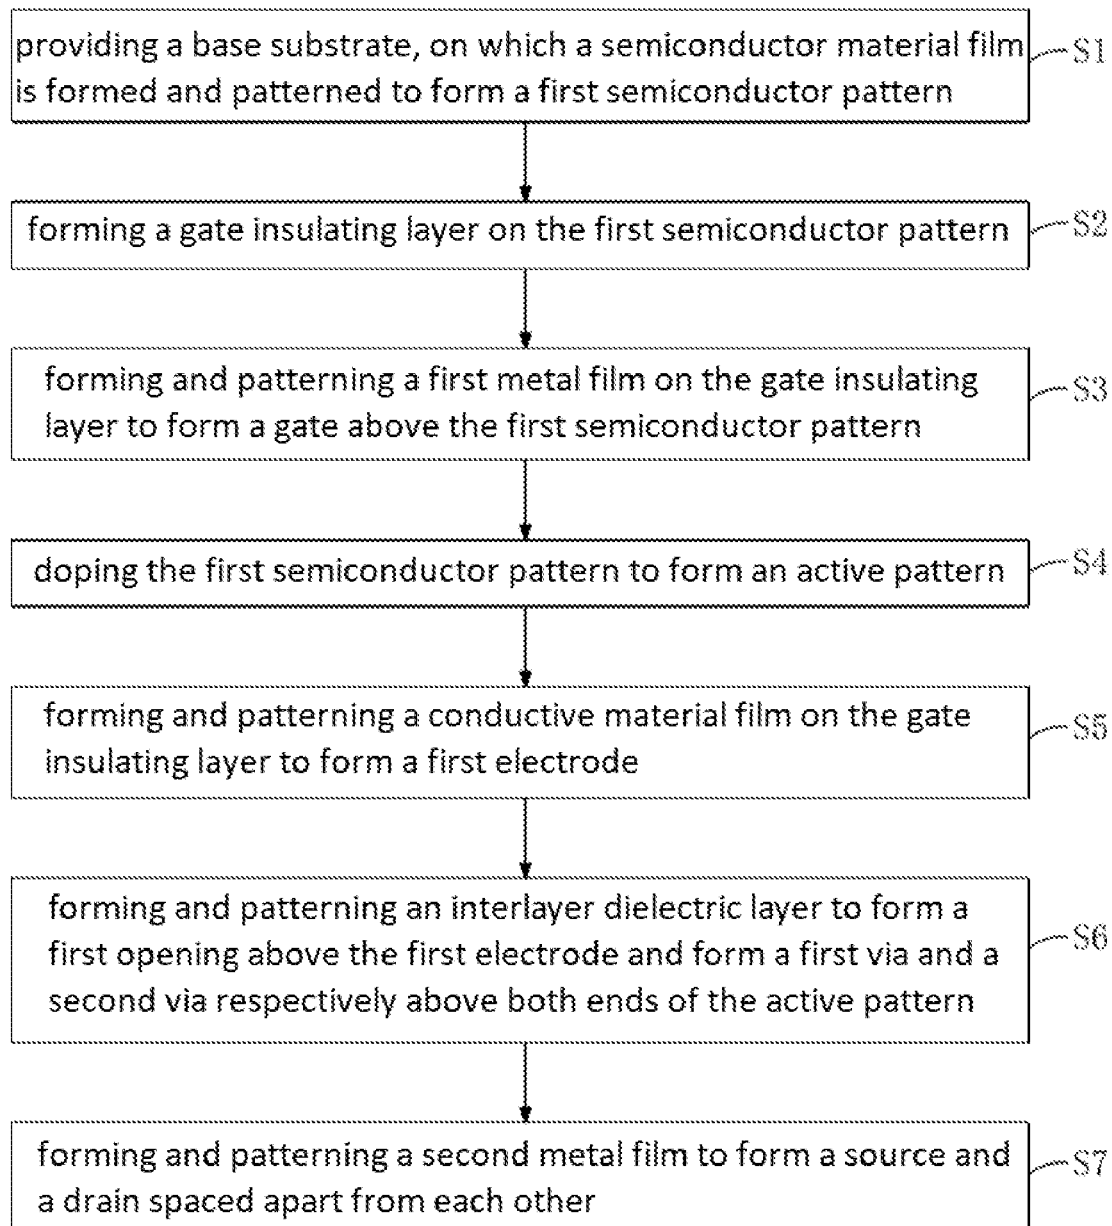 providing a base substrate, on which a semiconductor material film
is formed and patterned to form a first semiconductor pattern
S1
forming a gate insulating layer on the first semiconductor pattern
S2
forming and patterning a first metal film on the gate insulating
layer to form a gate above the first semiconductor pattern
S3
doping the first semiconductor pattern to form an active pattern
S4
forming and patterning a conductive material film on the gate
insulating layer to form a first electrode
S5
forming and patterning an interlayer dielectric layer to form a
first opening above the first electrode and form a first via and a
second via respectively above both ends of the active pattern
S6
forming and patterning a second metal film to form a source and
a drain spaced apart from each other
S7